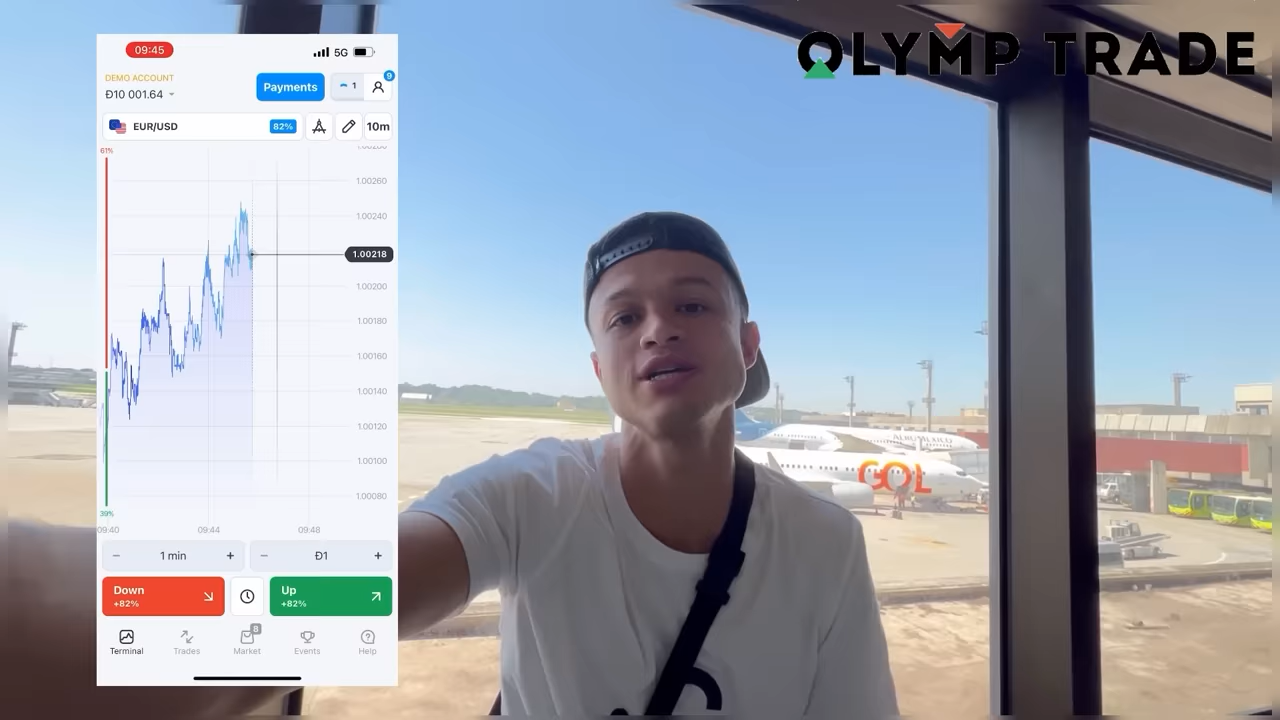 OLYMP TRADE
09:45
5G
DEMO ACCOUNT
Đ10 001.64
Payments
1
9
EUR/USD
82%
10m
61%
1.00260
1.00240
1.00218
1.00200
1.00180
1.00160
1.00140
1.00120
1.00100
1.00080
39%
09:40
09:44
09:48
− 1 min +
− Đ1 +
Down
+82%
Up
+82%
8
Terminal
Trades
Market
Events
Help
AEROMEXICO
GOL